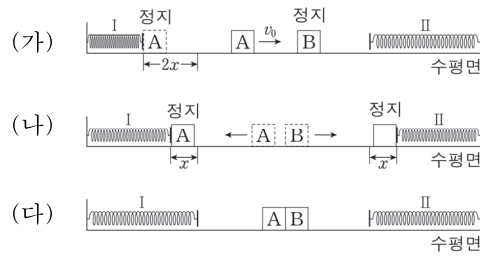 (가) Ⅰ 정지 A 2x A v₀ 정지 B Ⅱ 수평면
(나) Ⅰ 정지 A x A B 정지 x Ⅱ 수평면
(다) Ⅰ A B Ⅱ 수평면